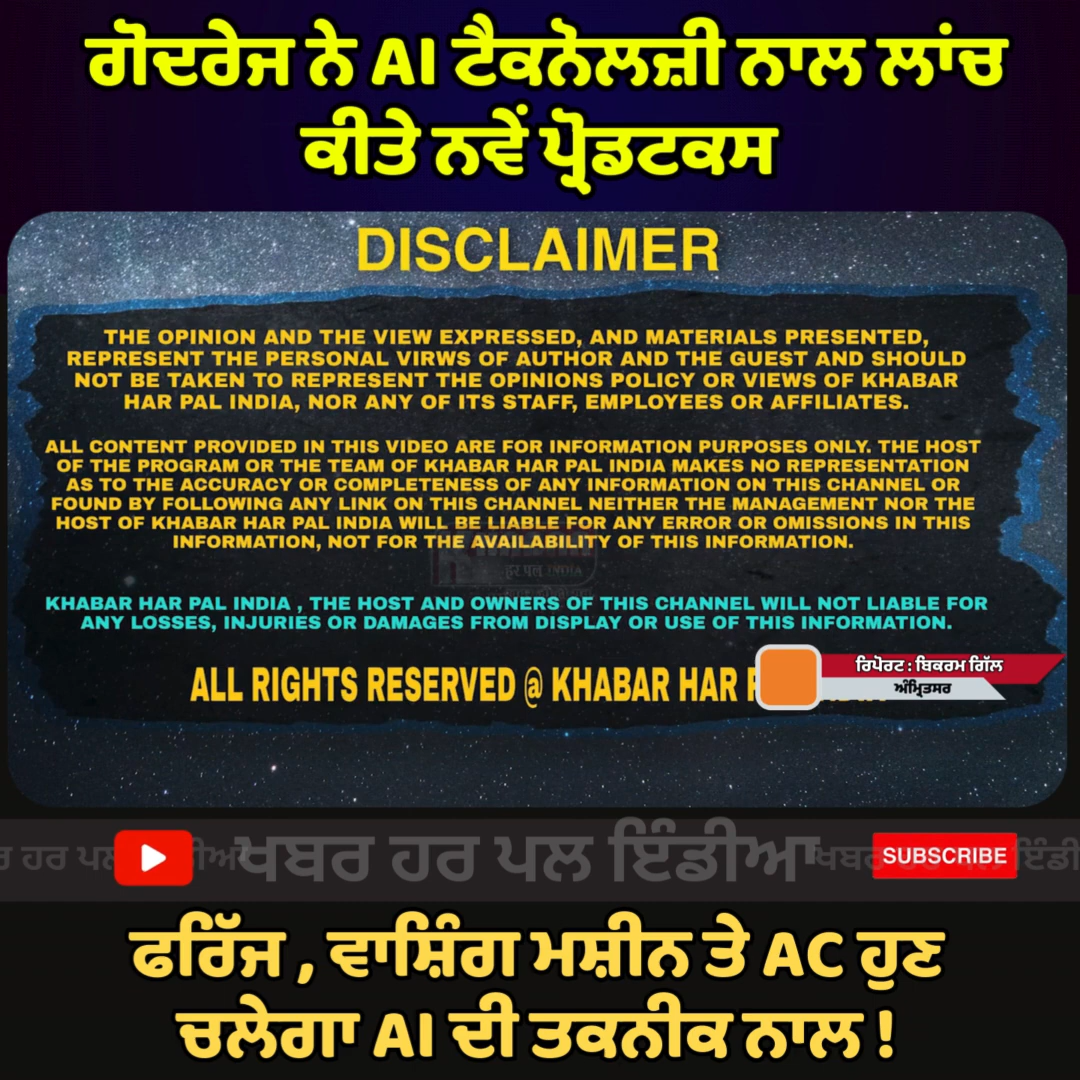 ਗੋਦਰੇਜ ਨੇ AI ਟੈਕਨੋਲਜ਼ੀ ਨਾਲ ਲਾਂਚ
ਕੀਤੇ ਨਵੇਂ ਪ੍ਰੋਡਟਕਸ
DISCLAIMER
THE OPINION AND THE VIEW EXPRESSED, AND MATERIALS PRESENTED,
REPRESENT THE PERSONAL VIRWS OF AUTHOR AND THE GUEST AND SHOULD
NOT BE TAKEN TO REPRESENT THE OPINIONS POLICY OR VIEWS OF KHABAR
HAR PAL INDIA, NOR ANY OF ITS STAFF, EMPLOYEES OR AFFILIATES.
ALL CONTENT PROVIDED IN THIS VIDEO ARE FOR INFORMATION PURPOSES ONLY. THE HOST
OF THE PROGRAM OR THE TEAM OF KHABAR HAR PAL INDIA MAKES NO REPRESENTATION
AS TO THE ACCURACY OR COMPLETENESS OF ANY INFORMATION ON THIS CHANNEL OR
FOUND BY FOLLOWING ANY LINK ON THIS CHANNEL NEITHER THE MANAGEMENT NOR THE
HOST OF KHABAR HAR PAL INDIA WILL BE LIABLE FOR ANY ERROR OR OMISSIONS IN THIS
INFORMATION, NOT FOR THE AVAILABILITY OF THIS INFORMATION.
हर पल INDIA
KHABAR HAR PAL INDIA , THE HOST AND OWNERS OF THIS CHANNEL WILL NOT LIABLE FOR
ANY LOSSES, INJURIES OR DAMAGES FROM DISPLAY OR USE OF THIS INFORMATION.
ALL RIGHTS RESERVED @ KHABAR HAR
ਰਿਪੋਰਟ : ਬਿਕਰਮ ਗਿੱਲ
ਅੰਮ੍ਰਿਤਸਰ
ਖਬਰ ਹਰ ਪਲ ਇੰਡੀਆ
SUBSCRIBE
ਫਰਿੱਜ , ਵਾਸ਼ਿੰਗ ਮਸ਼ੀਨ ਤੇ AC ਹੁਣ
ਚਲੇਗਾ AI ਦੀ ਤਕਨੀਕ ਨਾਲ !